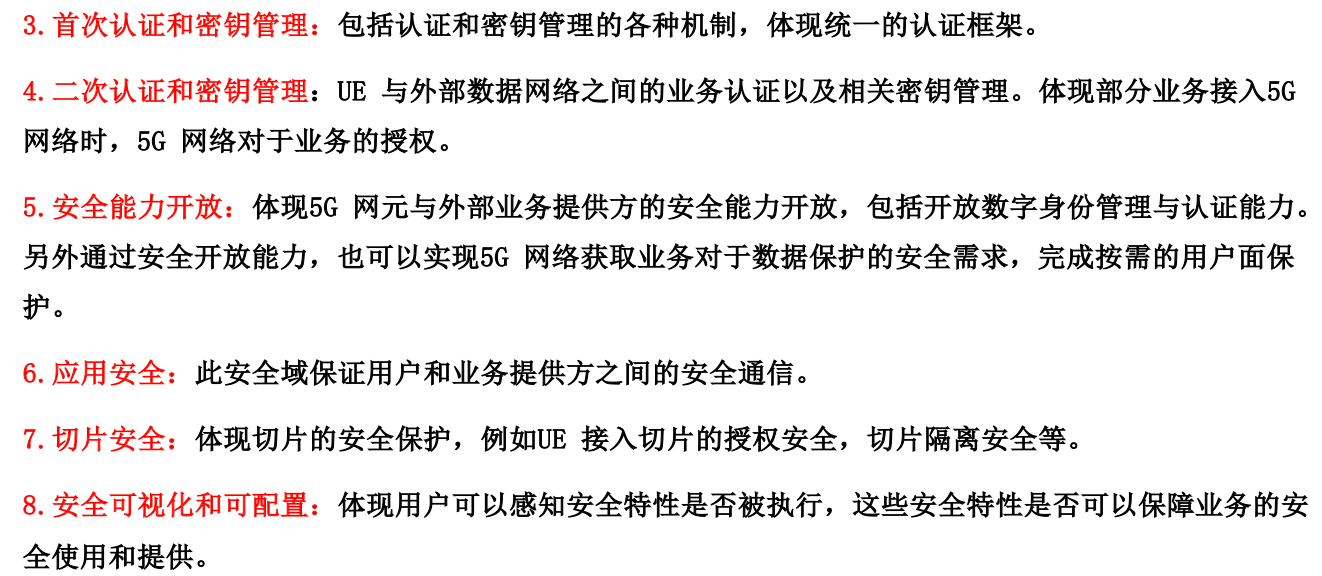 3.首次认证和密钥管理：包括认证和密钥管理的各种机制，体现统一的认证框架。
4.二次认证和密钥管理：UE 与外部数据网络之间的业务认证以及相关密钥管理。体现部分业务接入5G
网络时，5G 网络对于业务的授权。
5.安全能力开放：体现5G 网元与外部业务提供方的安全能力开放，包括开放数字身份管理与认证能力。
另外通过安全开放能力，也可以实现5G 网络获取业务对于数据保护的安全需求，完成按需的用户面保
护。
6.应用安全：此安全域保证用户和业务提供方之间的安全通信。
7.切片安全：体现切片的安全保护，例如UE 接入切片的授权安全，切片隔离安全等。
8.安全可视化和可配置：体现用户可以感知安全特性是否被执行，这些安全特性是否可以保障业务的安
全使用和提供。